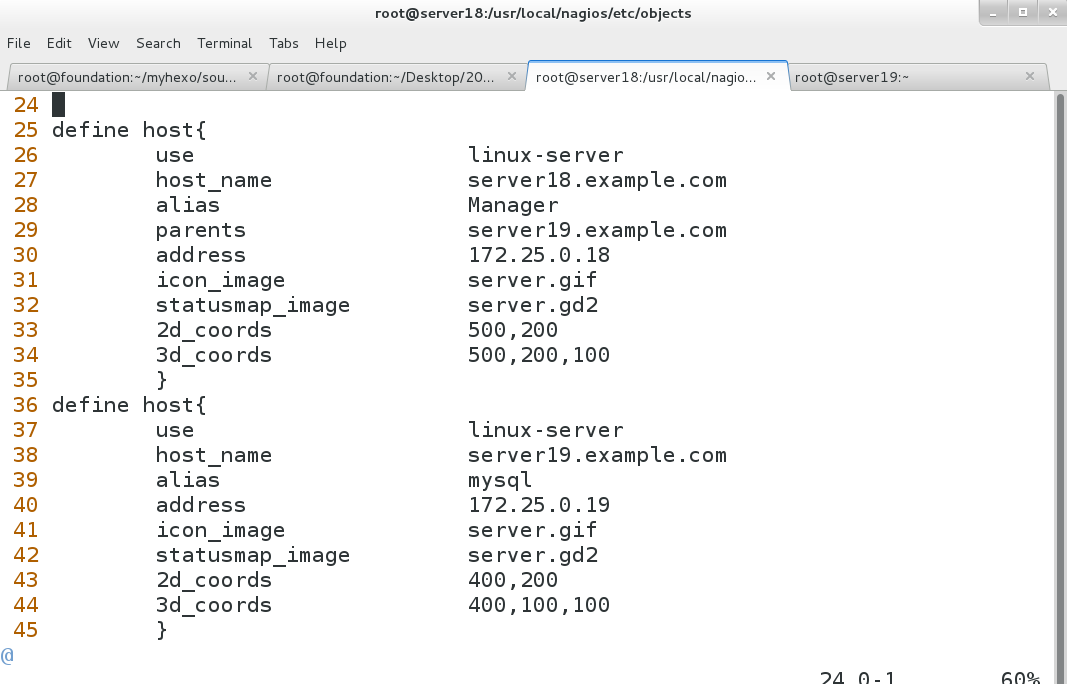 root@server18:/usr/local/nagios/etc/objects
File Edit View Search Terminal Tabs Help
root@foundation:~/myhexo/sou... × root@foundation:~/Desktop/20... × root@server18:/usr/local/nagio... × root@server19:~ ×
24
25 define host{
26 use linux-server
27 host_name server18.example.com
28 alias Manager
29 parents server19.example.com
30 address 172.25.0.18
31 icon_image server.gif
32 statusmap_image server.gd2
33 2d_coords 500,200
34 3d_coords 500,200,100
35 }
36 define host{
37 use linux-server
38 host_name server19.example.com
39 alias mysql
40 address 172.25.0.19
41 icon_image server.gif
42 statusmap_image server.gd2
43 2d_coords 400,200
44 3d_coords 400,100,100
45 }
@
24,0-1 60%